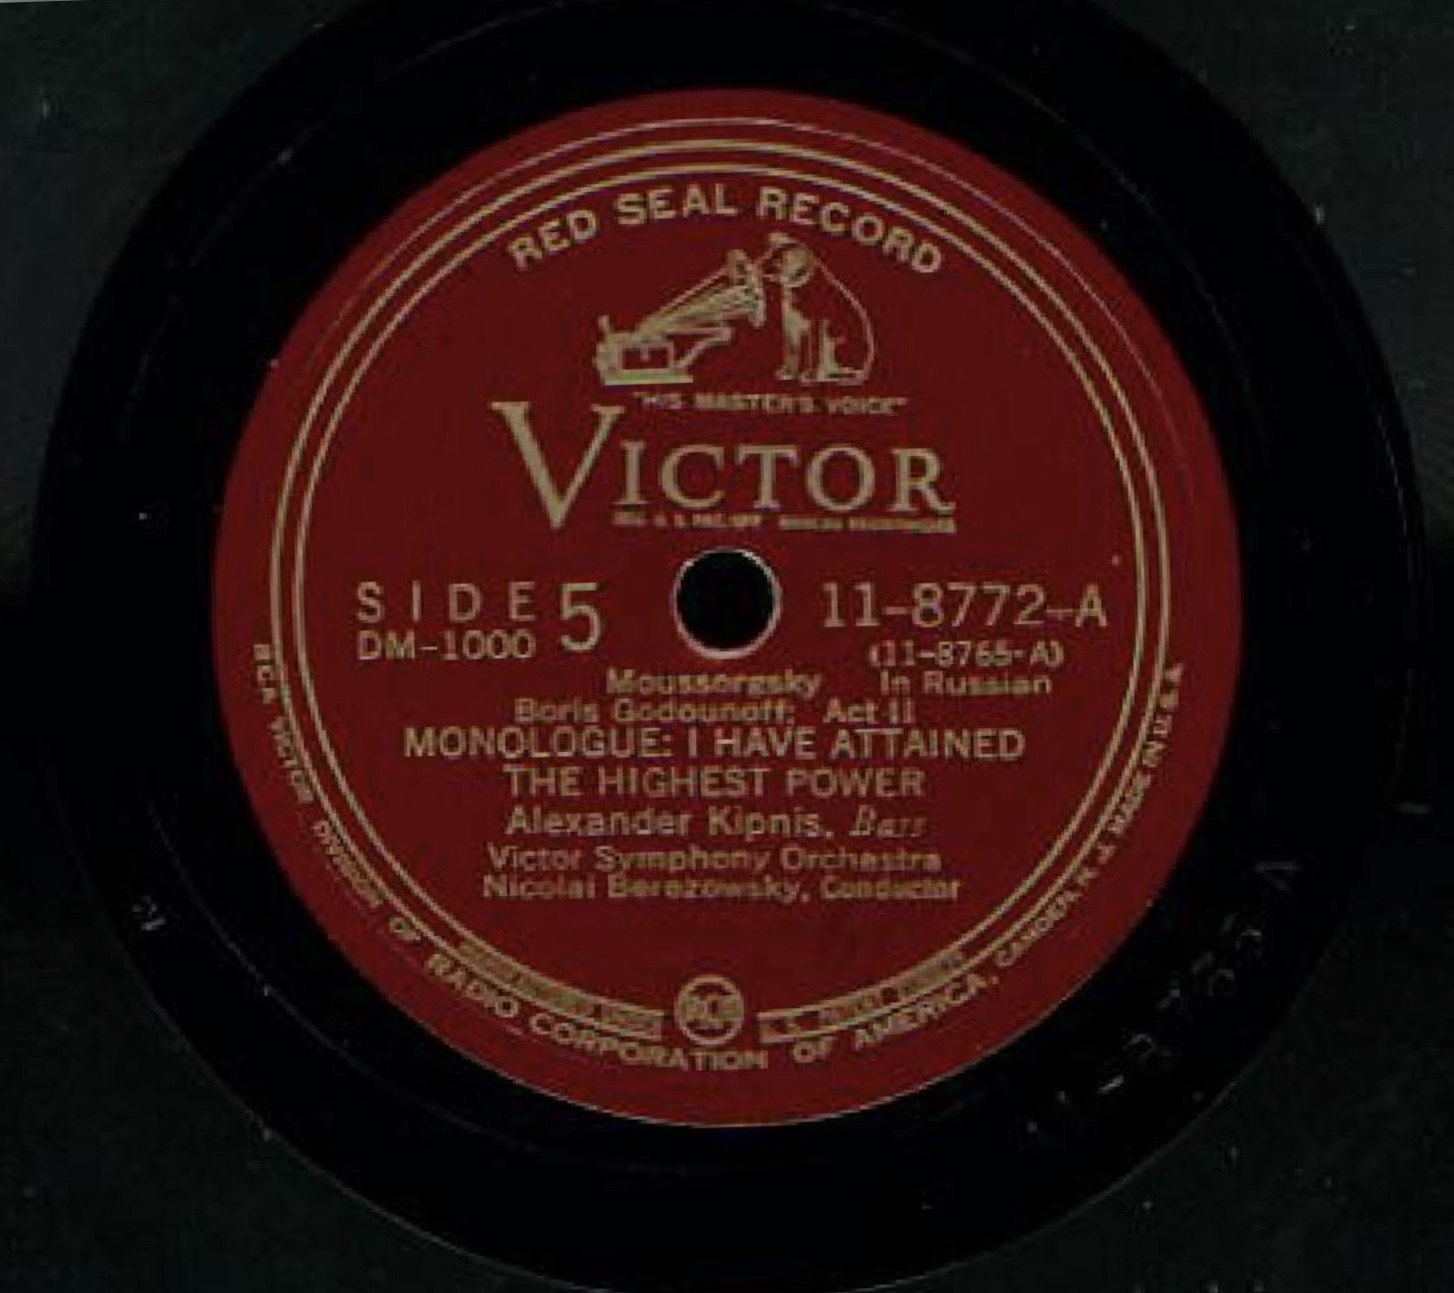 RED SEAL RECORD
"HIS MASTER'S VOICE"
VICTOR
SIDE 5
DM-1000
11-8772-A
(11-8765-A)
Moussorgsky In Russian
Boris Godounoff: Act II
MONOLOGUE: I HAVE ATTAINED
THE HIGHEST POWER
Alexander Kipnis, Bass
Victor Symphony Orchestra
Nicolai Berezowsky, Conductor
RCA
RCA VICTOR DIVISION OF RADIO CORPORATION OF AMERICA, CAMDEN, N. J. MADE IN U.S.A.